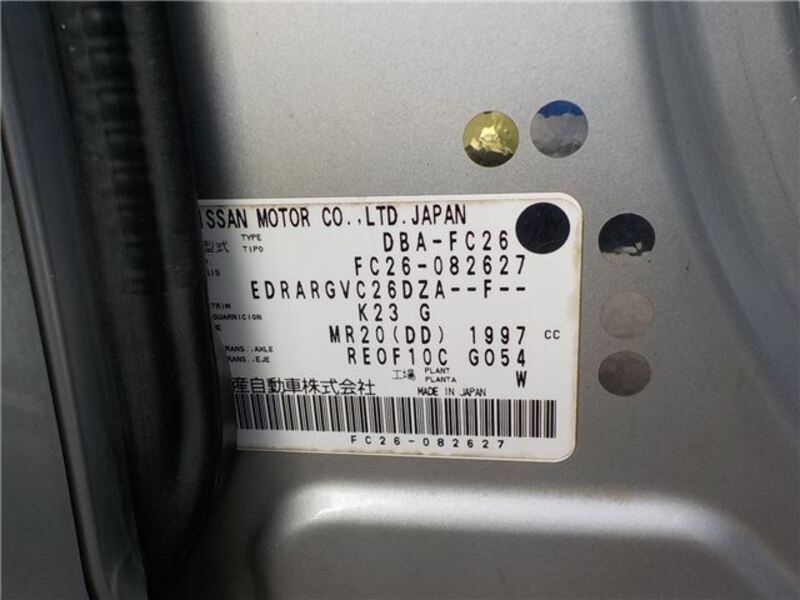 ISSAN MOTOR CO.,LTD.JAPAN
型式 TYPE TIPO DBA-FC26
FC26-082627
EDRARGVC26DZA--F--
TRIM GUARNICION K23 G
MR20(DD) 1997 CC
TRANS. AXLE TRANS. EJE RE0F10C G054
工場 PLANT PLANTA W
産自動車株式会社 MADE IN JAPAN
FC26-082627